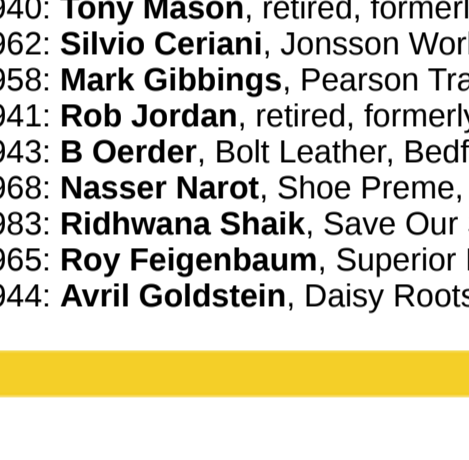 940: Tony Mason, retired, formerl
962: Silvio Ceriani, Jonsson Wor
958: Mark Gibbings, Pearson Tra
941: Rob Jordan, retired, formerly
943: B Oerder, Bolt Leather, Bedf
968: Nasser Narot, Shoe Preme,
983: Ridhwana Shaik, Save Our
965: Roy Feigenbaum, Superior
944: Avril Goldstein, Daisy Roots